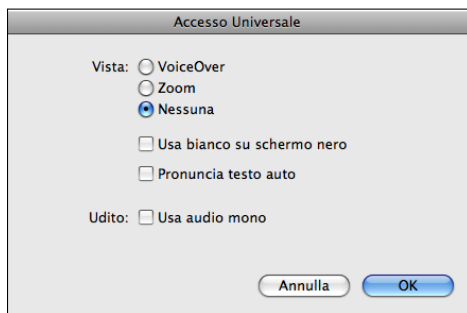 Accesso Universale
Vista: VoiceOver
Zoom
Nessuna
Usa bianco su schermo nero
Pronuncia testo auto
Udito: Usa audio mono
Annulla OK